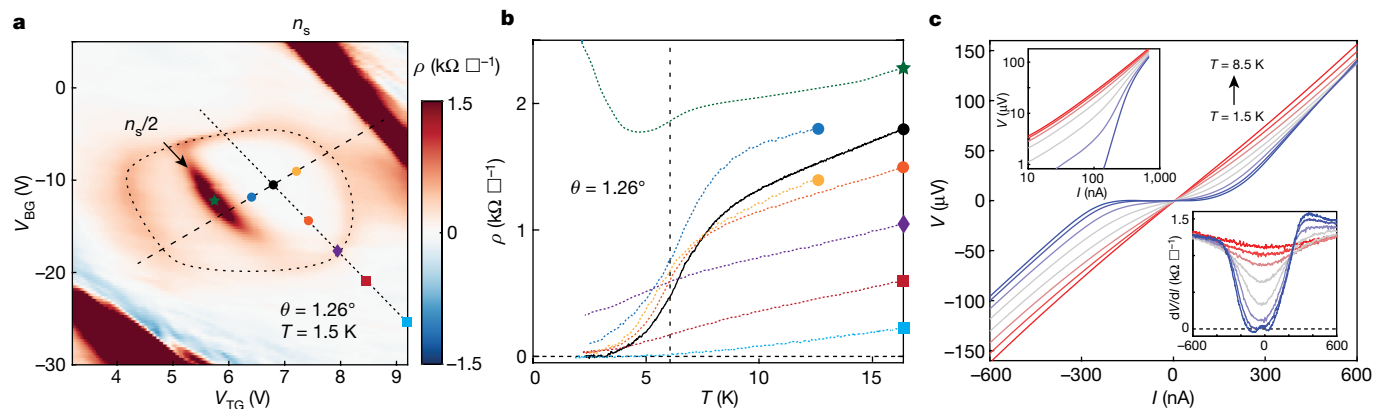 a
n_s
ρ (kΩ □⁻¹)
1.5
0
−1.5
n_s/2
θ = 1.26°
T = 1.5 K
V_BG (V)
0
−10
−20
−30
4
5
6
7
8
9
V_TG (V)
b
ρ (kΩ □⁻¹)
2
1
0
θ = 1.26°
0
5
10
15
T (K)
c
V (μV)
150
100
50
0
−50
−100
−150
−600
−300
0
300
600
I (nA)
T = 8.5 K
T = 1.5 K
V (μV)
100
10
1
10
100
1,000
I (nA)
dV/dI (kΩ □⁻¹)
1.5
1.0
0
−600
0
600
I (nA)